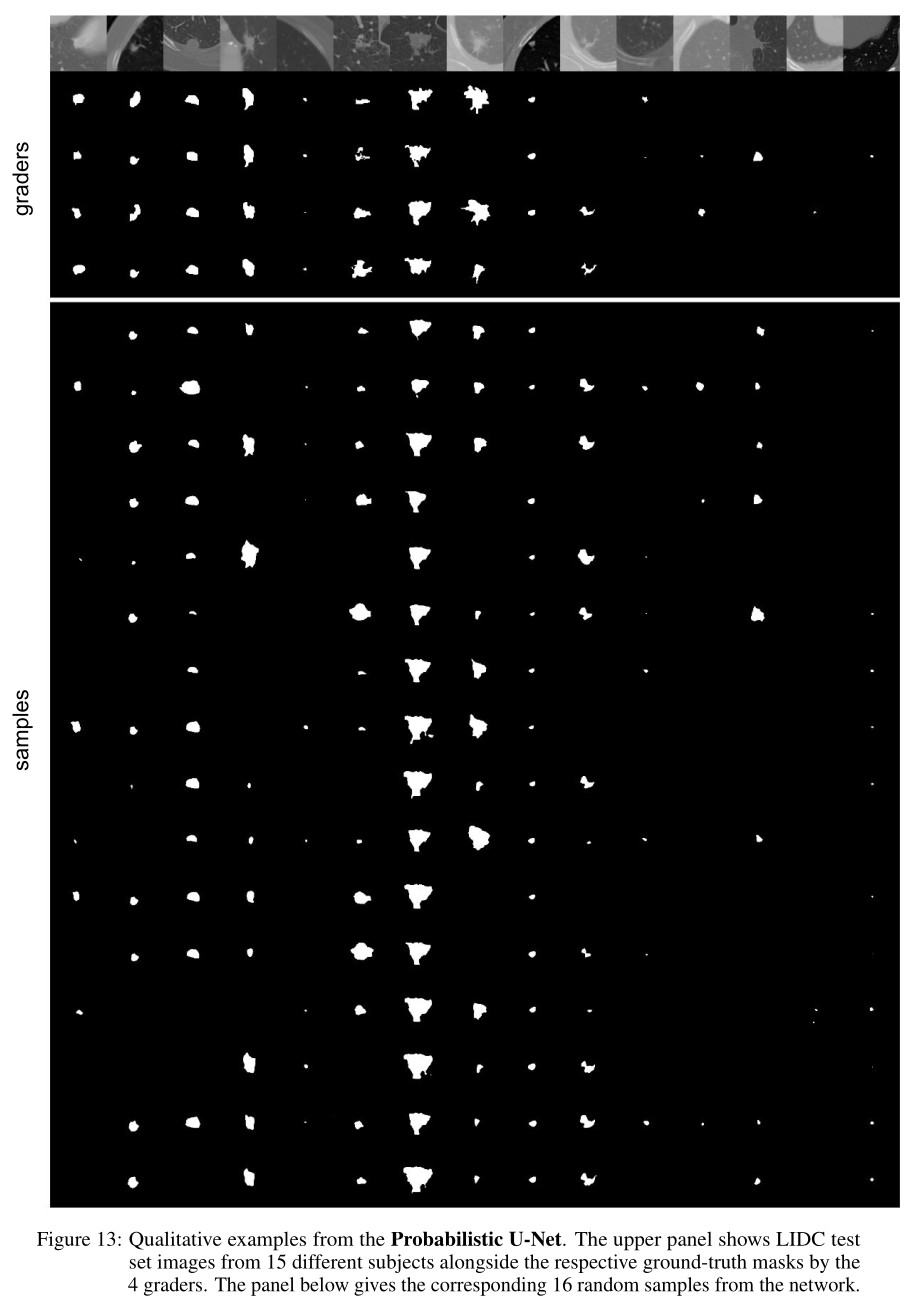 graders
samples
Figure 13: Qualitative examples from the Probabilistic U-Net. The upper panel shows LIDC test
set images from 15 different subjects alongside the respective ground-truth masks by the
4 graders. The panel below gives the corresponding 16 random samples from the network.